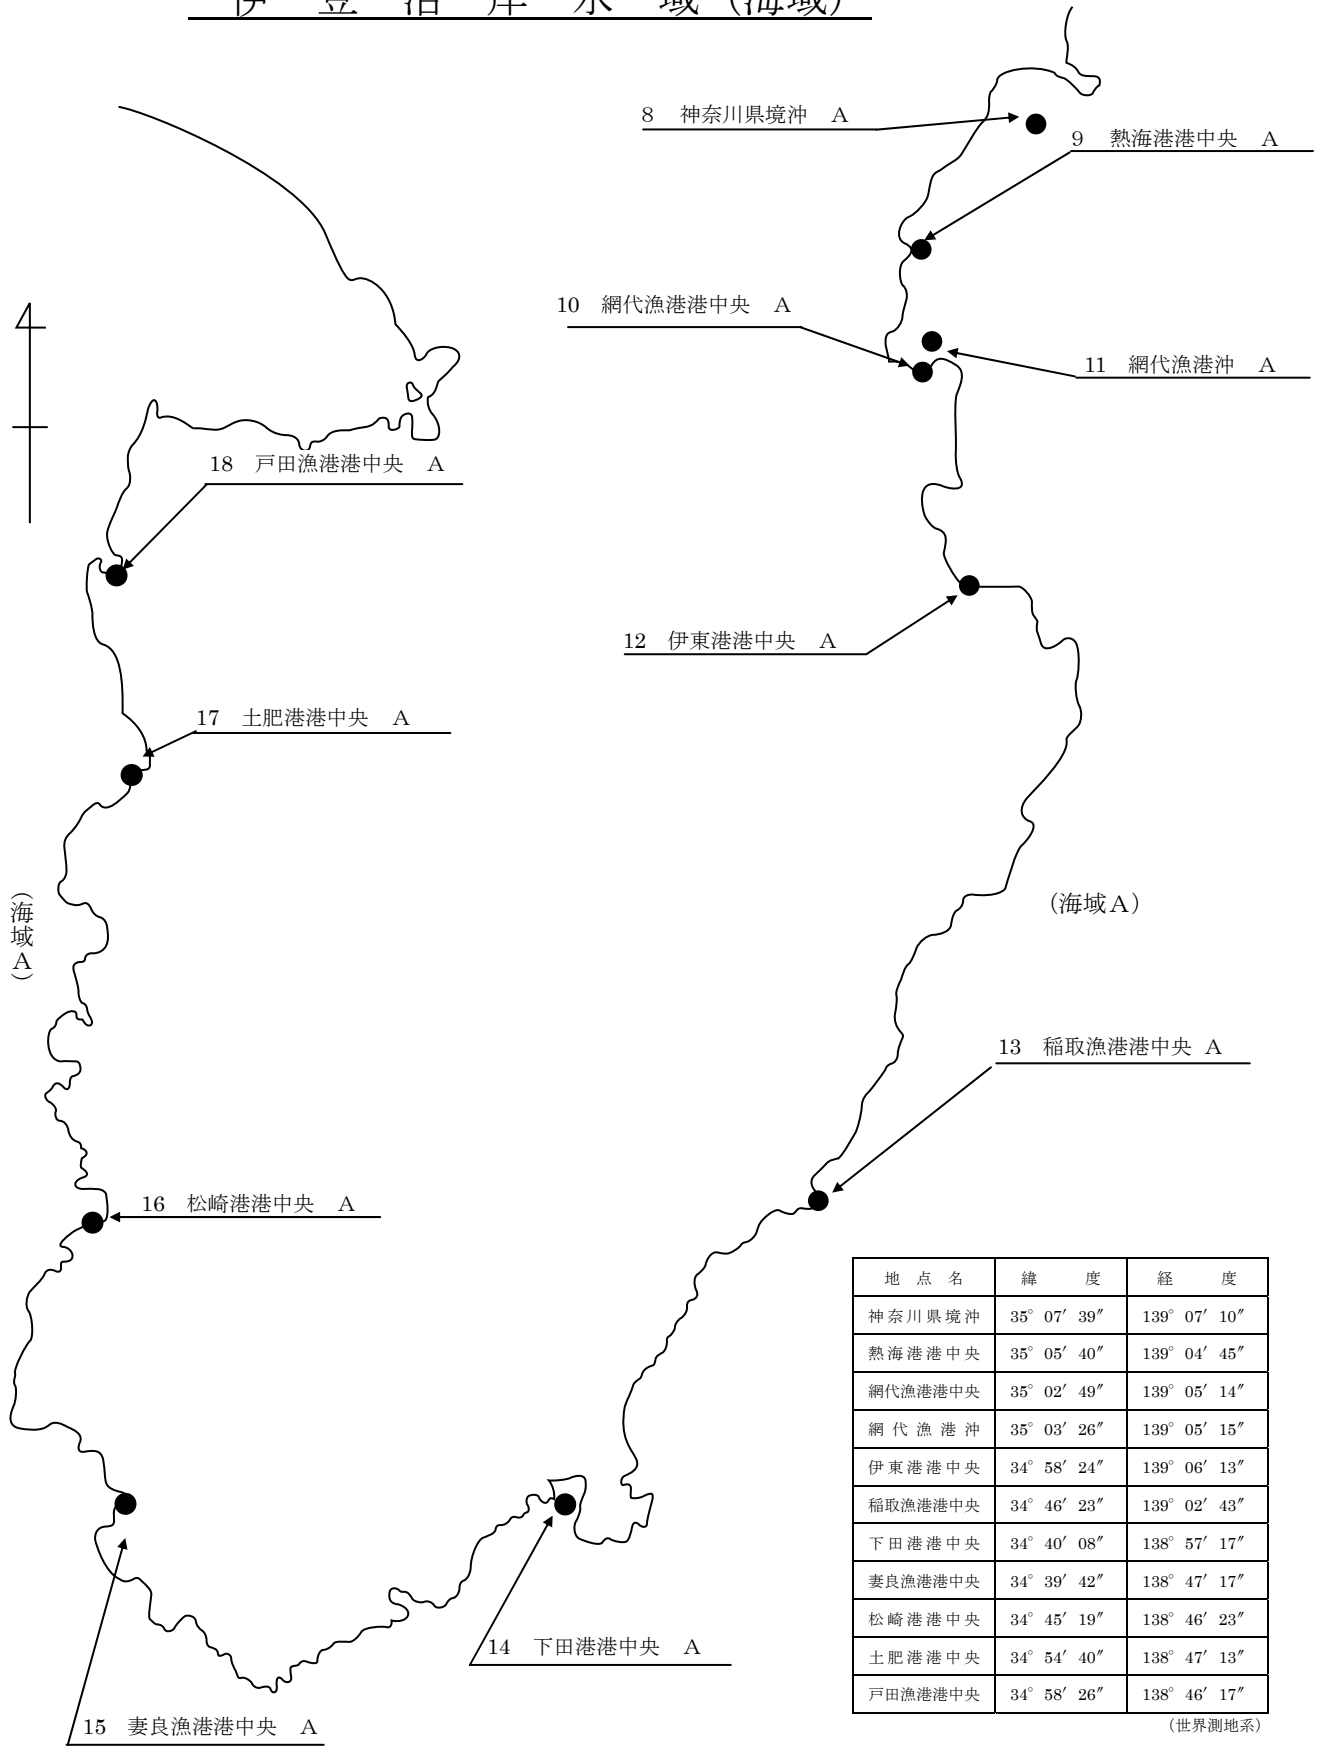 伊　豆　沿　岸　水　域（海域）
8　神奈川県境沖　A
9　熱海港港中央　A
10　網代漁港港中央　A
11　網代漁港沖　A
18　戸田漁港港中央　A
12　伊東港港中央　A
17　土肥港港中央　A
（海域A）
（海域A）
13　稲取漁港港中央 A
16　松崎港港中央　A
14　下田港港中央　A
15　妻良漁港港中央　A
地　点　名　緯　度　経　度
神奈川県境沖　35° 07′ 39″　139° 07′ 10″
熱海港港中央　35° 05′ 40″　139° 04′ 45″
網代漁港港中央　35° 02′ 49″　139° 05′ 14″
網代漁港沖　35° 03′ 26″　139° 05′ 15″
伊東港港中央　34° 58′ 24″　139° 06′ 13″
稲取漁港港中央　34° 46′ 23″　139° 02′ 43″
下田港港中央　34° 40′ 08″　138° 57′ 17″
妻良漁港港中央　34° 39′ 42″　138° 47′ 17″
松崎港港中央　34° 45′ 19″　138° 46′ 23″
土肥港港中央　34° 54′ 40″　138° 47′ 13″
戸田漁港港中央　34° 58′ 26″　138° 46′ 17″
（世界測地系）